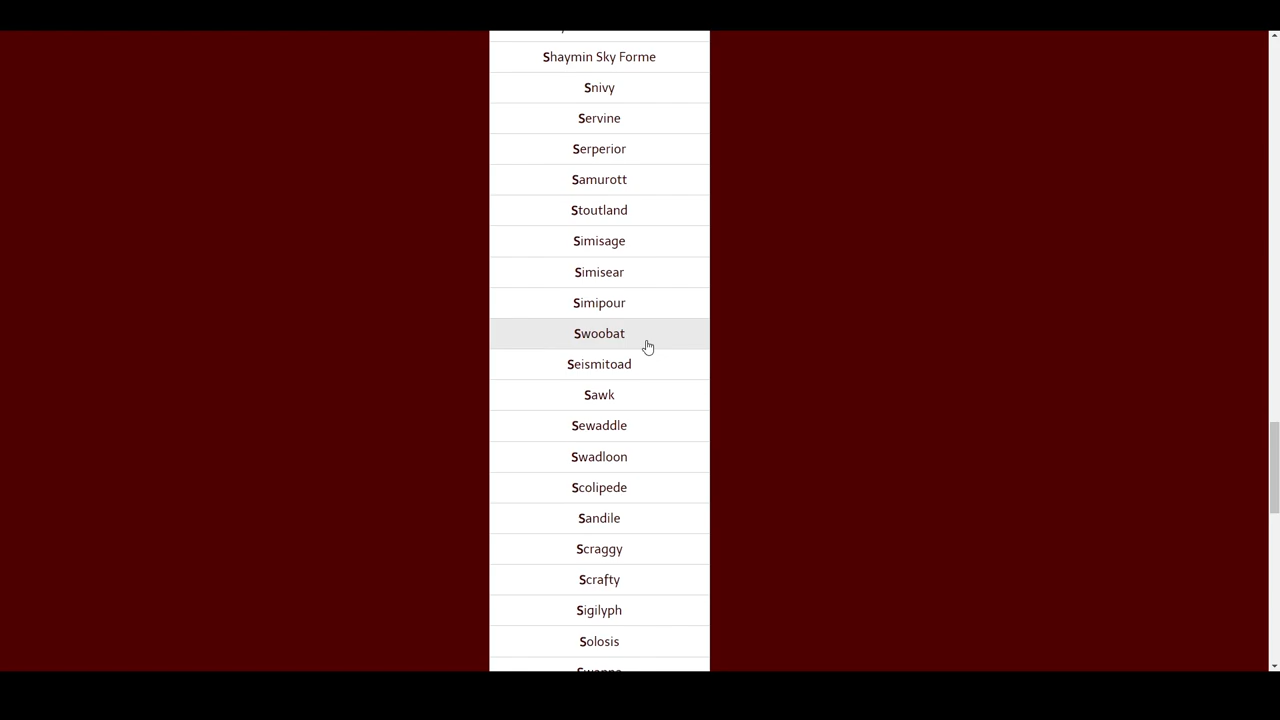 Shaymin Sky Forme
Snivy
Servine
Serperior
Samurott
Stoutland
Simisage
Simisear
Simipour
Swoobat
Seismitoad
Sawk
Sewaddle
Swadloon
Scolipede
Sandile
Scraggy
Scrafty
Sigilyph
Solosis